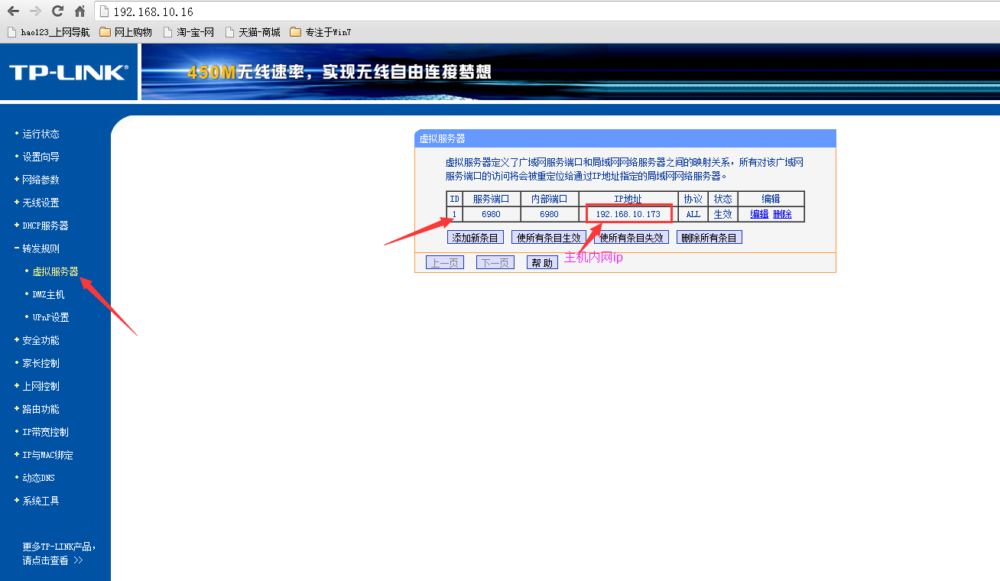 192.168.10.16
hao123_上网导航 网上购物 淘-宝-网 天猫-商城 专注于Win7
TP-LINK®
450M无线速率，实现无线自由连接梦想
运行状态
设置向导
网络参数
无线设置
DHCP服务器
转发规则
虚拟服务器
DMZ主机
UPnP设置
安全功能
家长控制
上网控制
路由功能
IP带宽控制
IP与MAC绑定
动态DNS
系统工具
更多TP-LINK产品，
请点击查看 >>
虚拟服务器
虚拟服务器定义了广域网服务端口和局域网网络服务器之间的映射关系，所有对该广域网
服务端口的访问将会被重定位给通过IP地址指定的局域网网络服务器。
ID 服务端口 内部端口 IP地址 协议 状态 编辑
1 6980 6980 192.168.10.173 ALL 生效 编辑 删除
添加新条目 使所有条目生效 使所有条目失效 删除所有条目
主机内网ip
上一页 下一页 帮 助